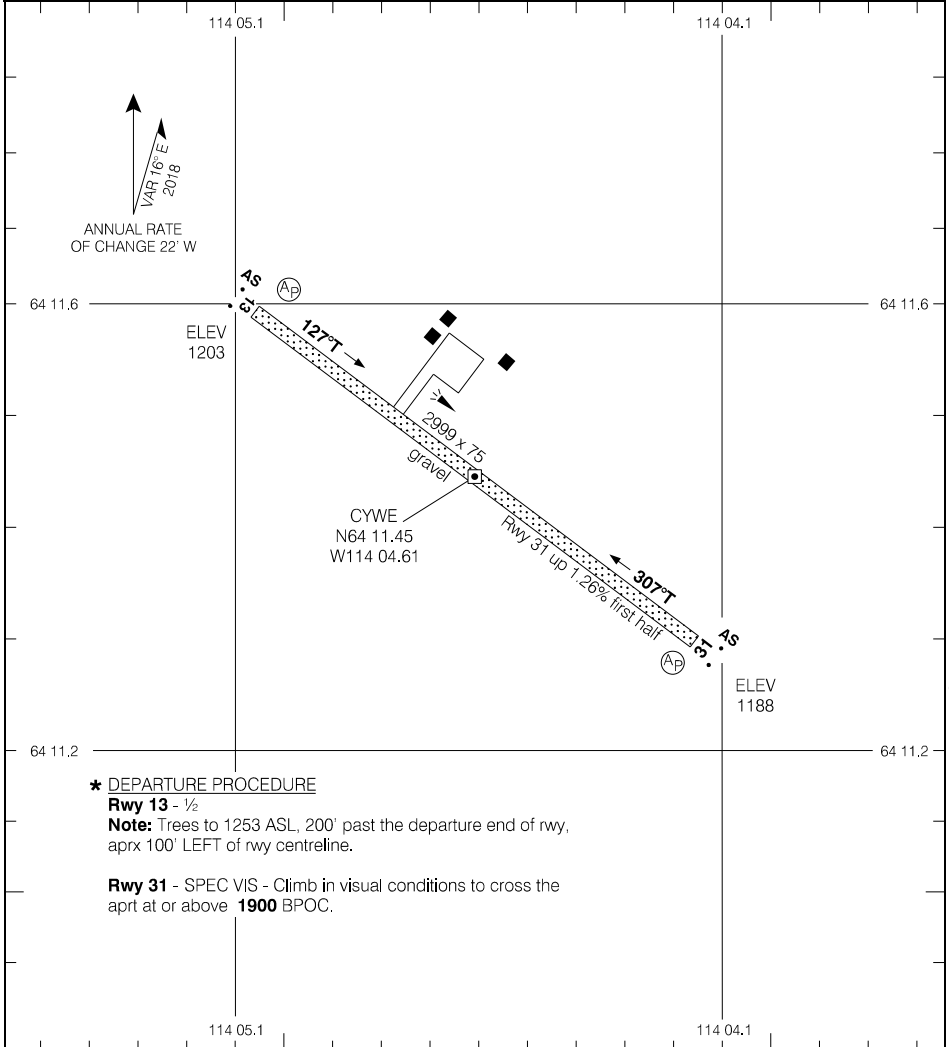 114 05.1
114 04.1
VAR 16° E
2018
ANNUAL RATE
OF CHANGE 22' W
AS
AP
64 11.6
64 11.6
13
ELEV
1203
127°T
2999 x 75
gravel
CYWE
N64 11.45
W114 04.61
Rwy 31 up 1.26% first half
307°T
AS
31
AP
ELEV
1188
64 11.2
64 11.2
* DEPARTURE PROCEDURE
Rwy 13 - ½
Note: Trees to 1253 ASL, 200' past the departure end of rwy,
aprx 100' LEFT of rwy centreline.
Rwy 31 - SPEC VIS - Climb in visual conditions to cross the
aprt at or above 1900 BPOC.
114 05.1
114 04.1